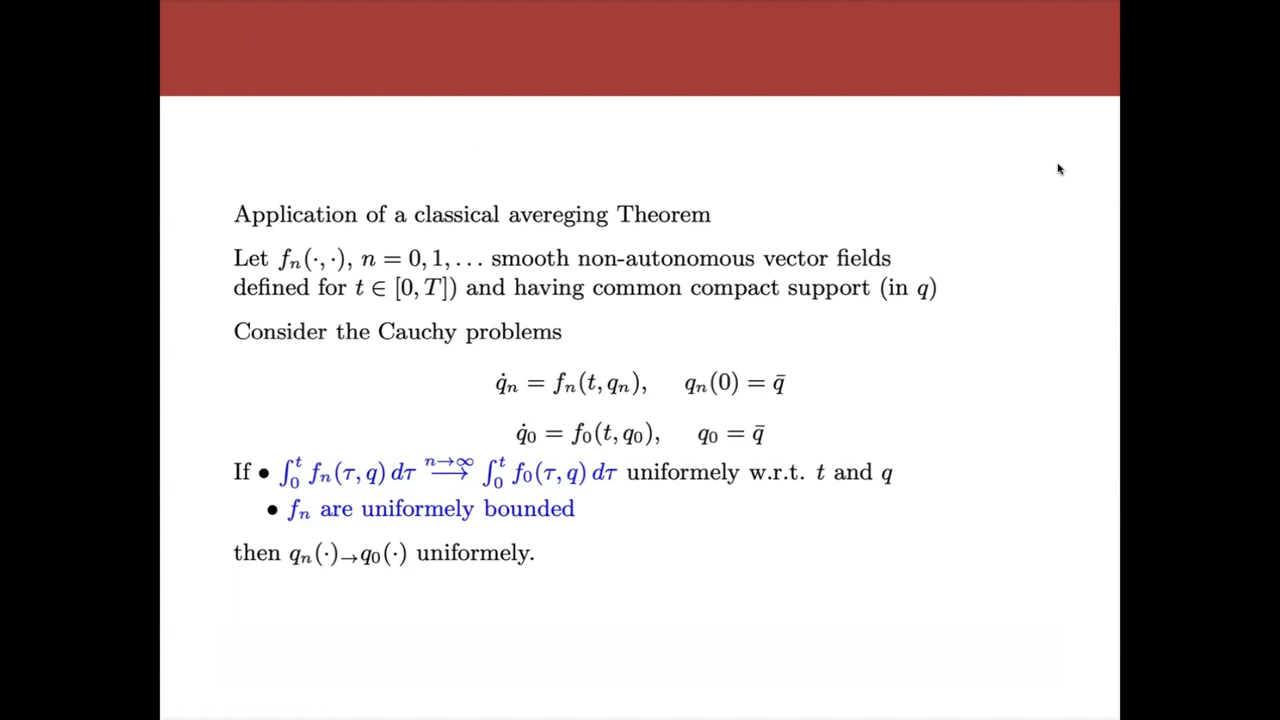 Application of a classical avereging Theorem
Let fₙ(·,·), n = 0, 1, … smooth non-autonomous vector fields
defined for t ∈ [0, T]) and having common compact support (in q)
Consider the Cauchy problems
q̇ₙ = fₙ(t, qₙ),   qₙ(0) = q̄
q̇₀ = f₀(t, q₀),   q₀ = q̄
If • ∫₀ᵗ fₙ(τ, q) dτ ⟶ⁿ→∞ ∫₀ᵗ f₀(τ, q) dτ uniformely w.r.t. t and q
• fₙ are uniformely bounded
then qₙ(·)→q₀(·) uniformely.